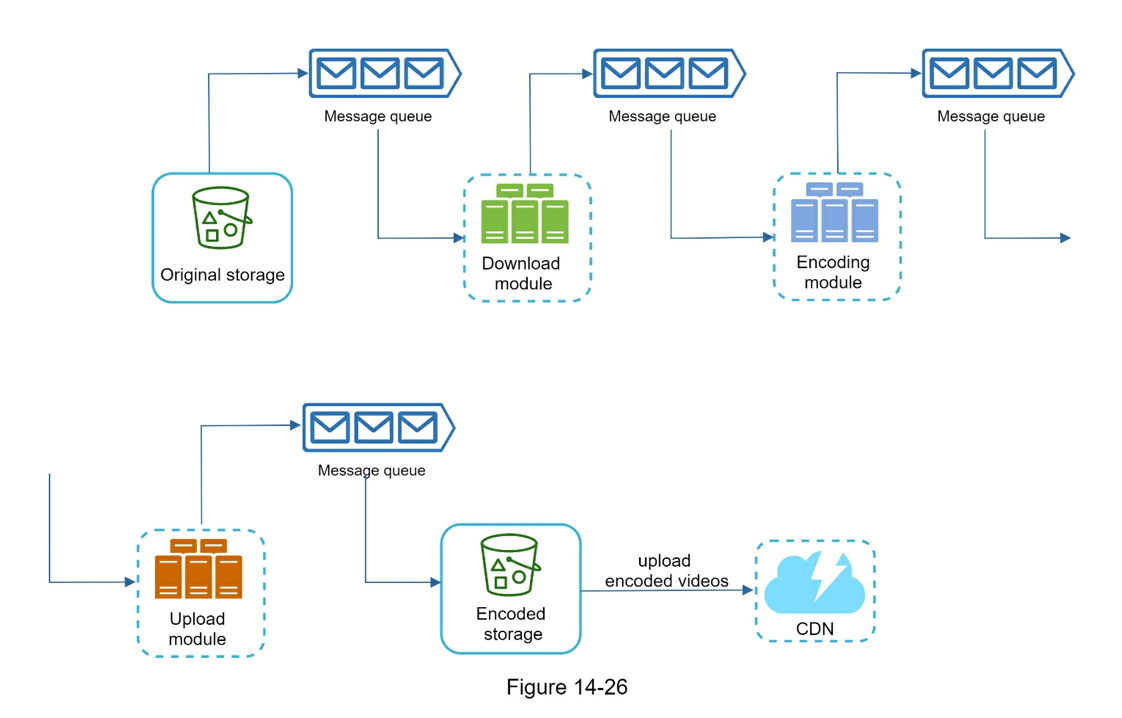 Message queue
Message queue
Message queue
Original storage
Download
module
Encoding
module
Message queue
Upload
module
Encoded
storage
upload
encoded videos
CDN
Figure 14-26